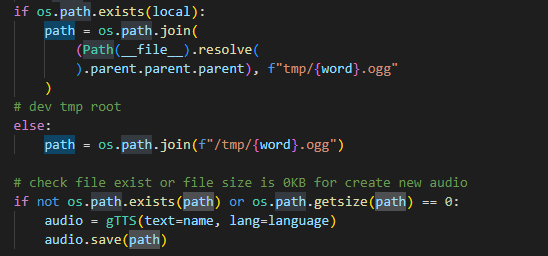 if os.path.exists(local):
path = os.path.join(
(Path(__file__).resolve(
).parent.parent.parent), f"tmp/{word}.ogg"
)
# dev tmp root
else:
path = os.path.join(f"/tmp/{word}.ogg")
# check file exist or file size is 0KB for create new audio
if not os.path.exists(path) or os.path.getsize(path) == 0:
audio = gTTS(text=name, lang=language)
audio.save(path)